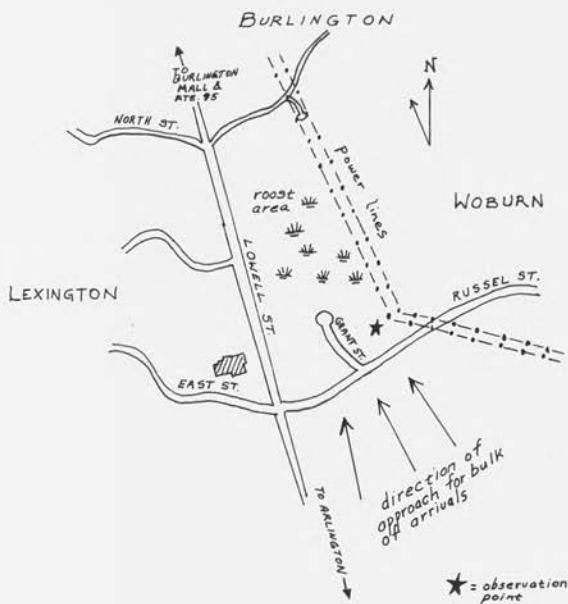 BURLINGTON
TO
BURLINGTON
MALL &
RTE. 95
N
NORTH ST.
Power lines
roost
area
WOBURN
LOWELL ST.
RUSSEL ST.
LEXINGTON
GRANT ST.
EAST ST.
direction of
approach for bulk
of arrivals
TO ARLINGTON
= observation
point